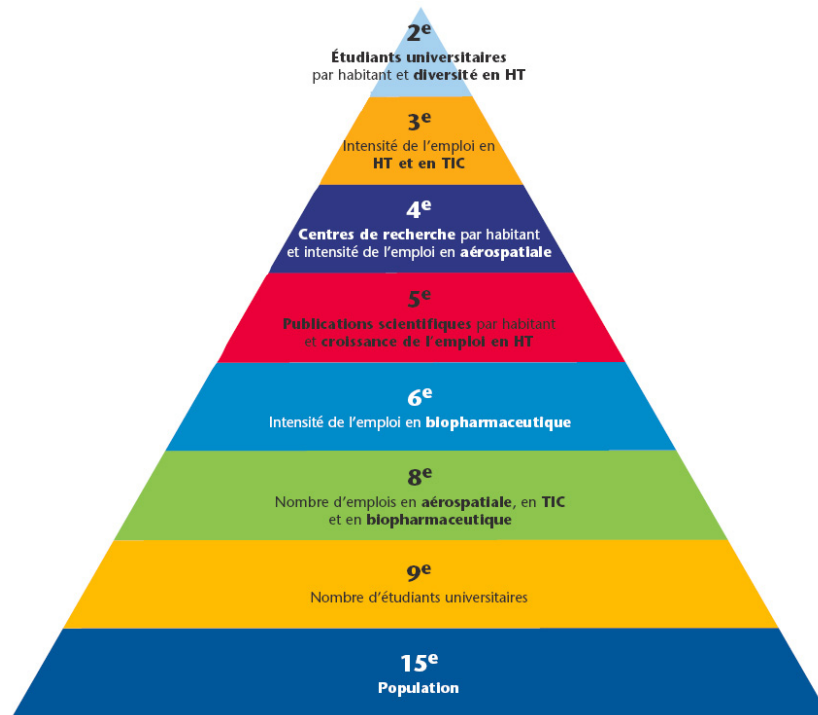 2e
Étudiants universitaires
par habitant et diversité en HT
3e
Intensité de l'emploi en
HT et en TIC
4e
Centres de recherche par habitant
et intensité de l'emploi en aérospatiale
5e
Publications scientifiques par habitant
et croissance de l'emploi en HT
6e
Intensité de l'emploi en biopharmaceutique
8e
Nombre d'emplois en aérospatiale, en TIC
et en biopharmaceutique
9e
Nombre d'étudiants universitaires
15e
Population